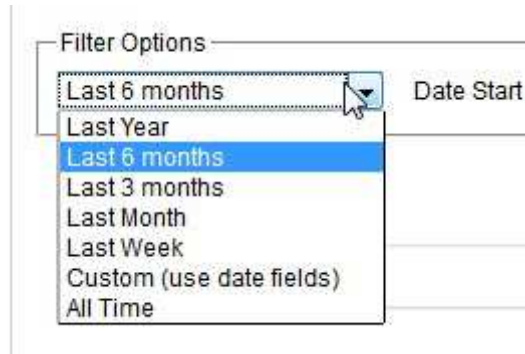 Filter Options
Last 6 months
Date Start
Last Year
Last 6 months
Last 3 months
Last Month
Last Week
Custom (use date fields)
All Time